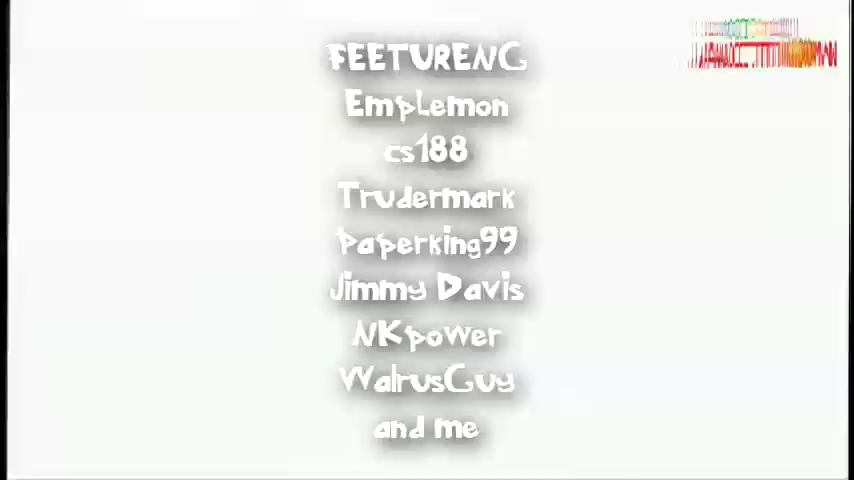 FEETURENG
EmpLemon
cs188
Trudermark
paperking99
Jimmy Davis
NKpower
WalrusGuy
and me